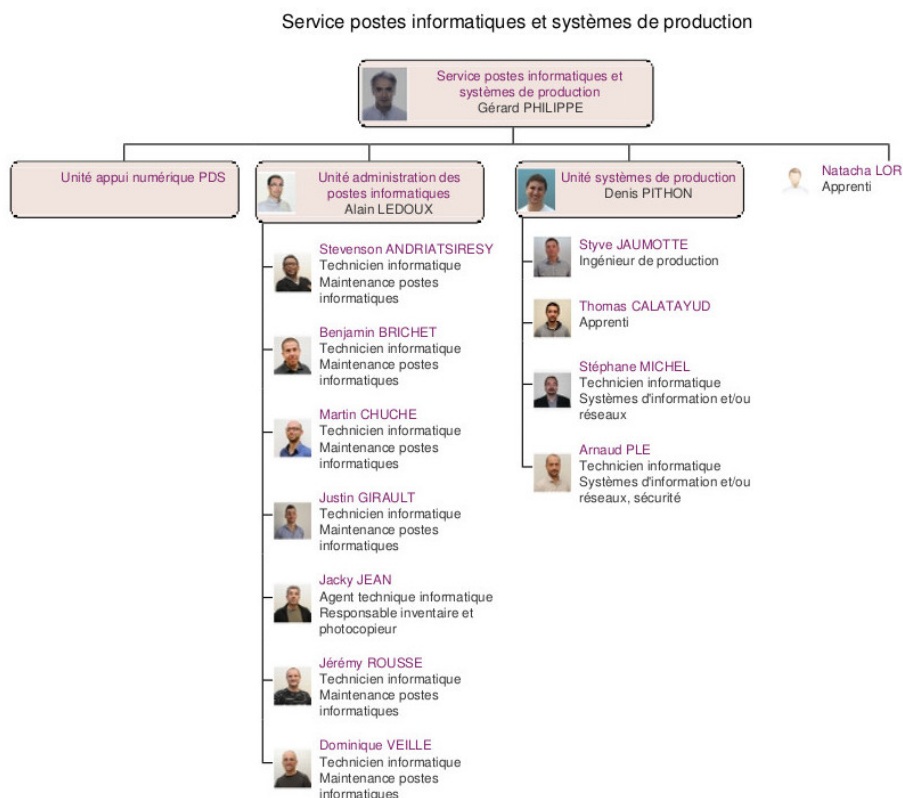 Service postes informatiques et systèmes de production
Service postes informatiques et
systèmes de production
Gérard PHILIPPE
Unité appui numérique PDS
Unité administration des
postes informatiques
Alain LEDOUX
Unité systèmes de production
Denis PITHON
Natacha LOR
Apprenti
Stevenson ANDRIATSIRESY
Technicien informatique
Maintenance postes
informatiques
Benjamin BRICHET
Technicien informatique
Maintenance postes
informatiques
Martin CHUCHE
Technicien informatique
Maintenance postes
informatiques
Justin GIRAULT
Technicien informatique
Maintenance postes
informatiques
Jacky JEAN
Agent technique informatique
Responsable inventaire et
photocopieur
Jérémy ROUSSE
Technicien informatique
Maintenance postes
informatiques
Dominique VEILLE
Technicien informatique
Maintenance postes
informatiques
Styve JAUMOTTE
Ingénieur de production
Thomas CALATAYUD
Apprenti
Stéphane MICHEL
Technicien informatique
Systèmes d'information et/ou
réseaux
Arnaud PLE
Technicien informatique
Systèmes d'information et/ou
réseaux, sécurité